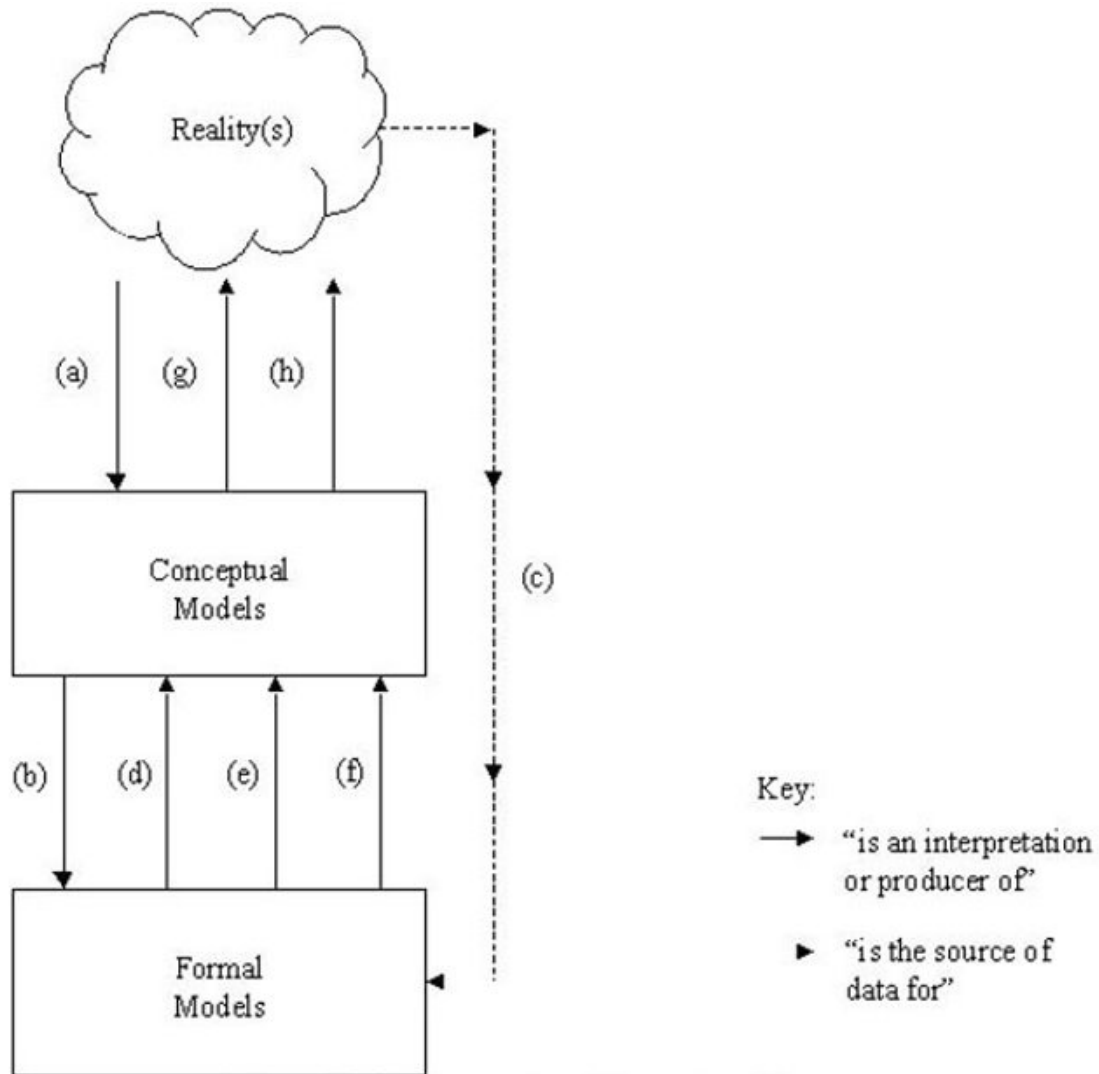 Reality(s)
(a)
(g)
(h)
Conceptual
Models
(c)
(b)
(d)
(e)
(f)
Key:
“is an interpretation
or producer of”
Formal
Models
“is the source of
data for”